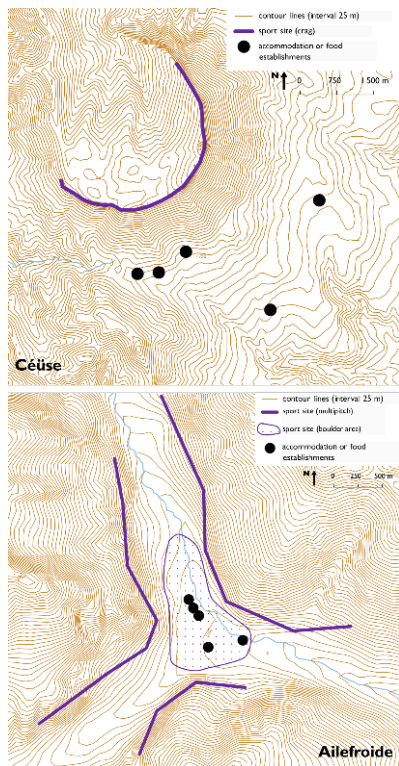 contour lines (interval 25 m)
sport site (crag)
accommodation or food
establishments
N
0 750 1 500 m
Céüse
contour lines (interval 25 m)
sport site (multipitch)
sport site (boulder area)
accommodation or food
establishments
N
0 250 500 m
Ailefroide